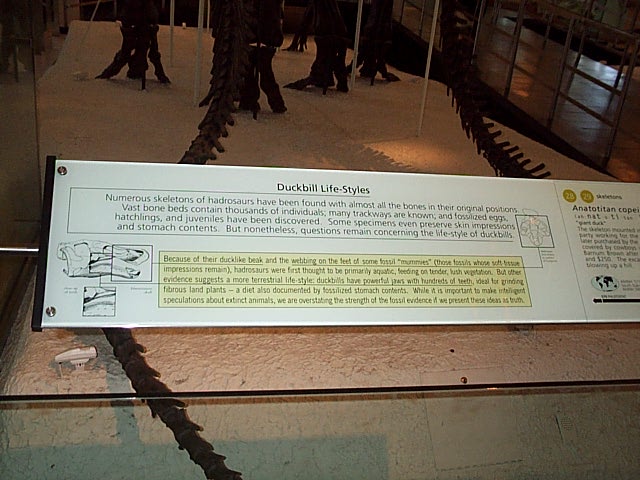 Duckbill Life-Styles
Numerous skeletons of hadrosaurs have been found with almost all the bones in their original positions.
Vast bone beds contain thousands of individuals; many trackways are known; and fossilized eggs,
hatchlings, and juveniles have been discovered. Some specimens even preserve skin impressions
and stomach contents. But nonetheless, questions remain concerning the life-style of duckbills.
Because of their ducklike beak and the webbing on the feet of some fossil "mummies" (those fossils whose soft-tissue
impressions remain), hadrosaurs were first thought to be primarily aquatic, feeding on tender, lush vegetation. But other
evidence suggests a more terrestrial life-style: duckbills have powerful jaws with hundreds of teeth, ideal for grinding
fibrous land plants – a diet also documented by fossilized stomach contents. While it is important to make intelligent
speculations about extinct animals, we are overstating the strength of the fossil evidence if we present these ideas as truth.
28 skeletons
Anatotitan copei
"giant duck"
The skeleton mounted
party working for the
later purchased by the
covered by cowboys
Barnum Brown after
and $250. The
blowing up a hill.